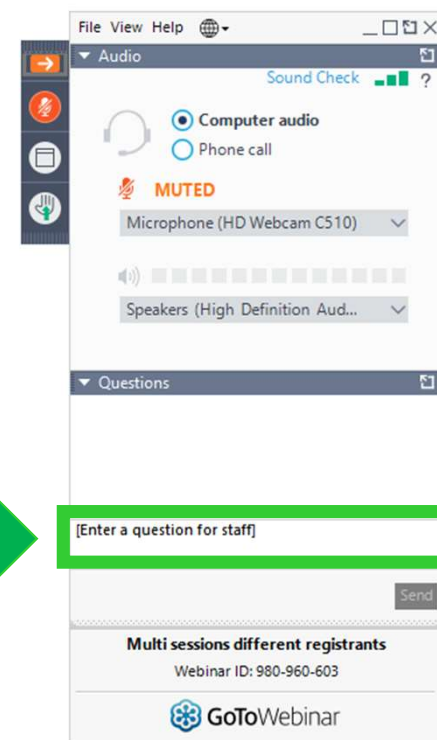 File View Help
Audio
Sound Check ?
Computer audio
Phone call
MUTED
Microphone (HD Webcam C510)
Speakers (High Definition Aud...
Questions
[Enter a question for staff]
Send
Multi sessions different registrants
Webinar ID: 980-960-603
GoToWebinar